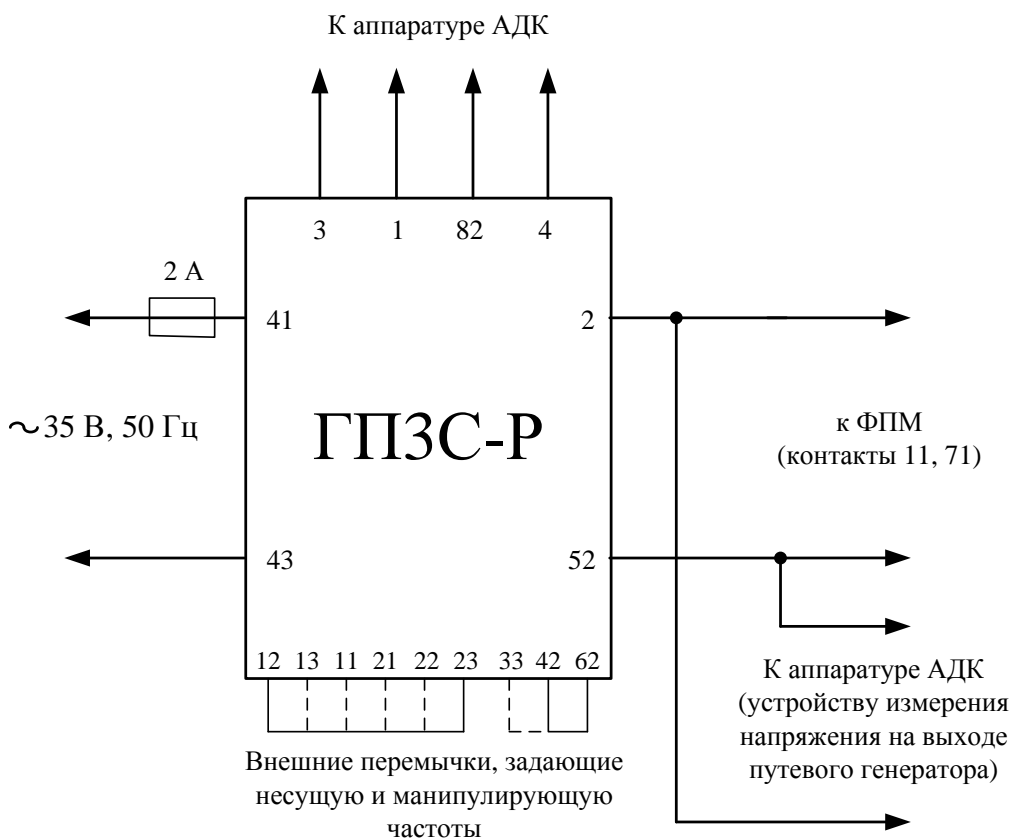 К аппаратуре АДК
3 1 82 4
2 А
41 2
∼35 В, 50 Гц
ГП3С-Р
к ФПМ
(контакты 11, 71)
43 52
12 13 11 21 22 23 33 42 62
К аппаратуре АДК
(устройству измерения
напряжения на выходе
путевого генератора)
Внешние перемычки, задающие
несущую и манипулирующую
частоты